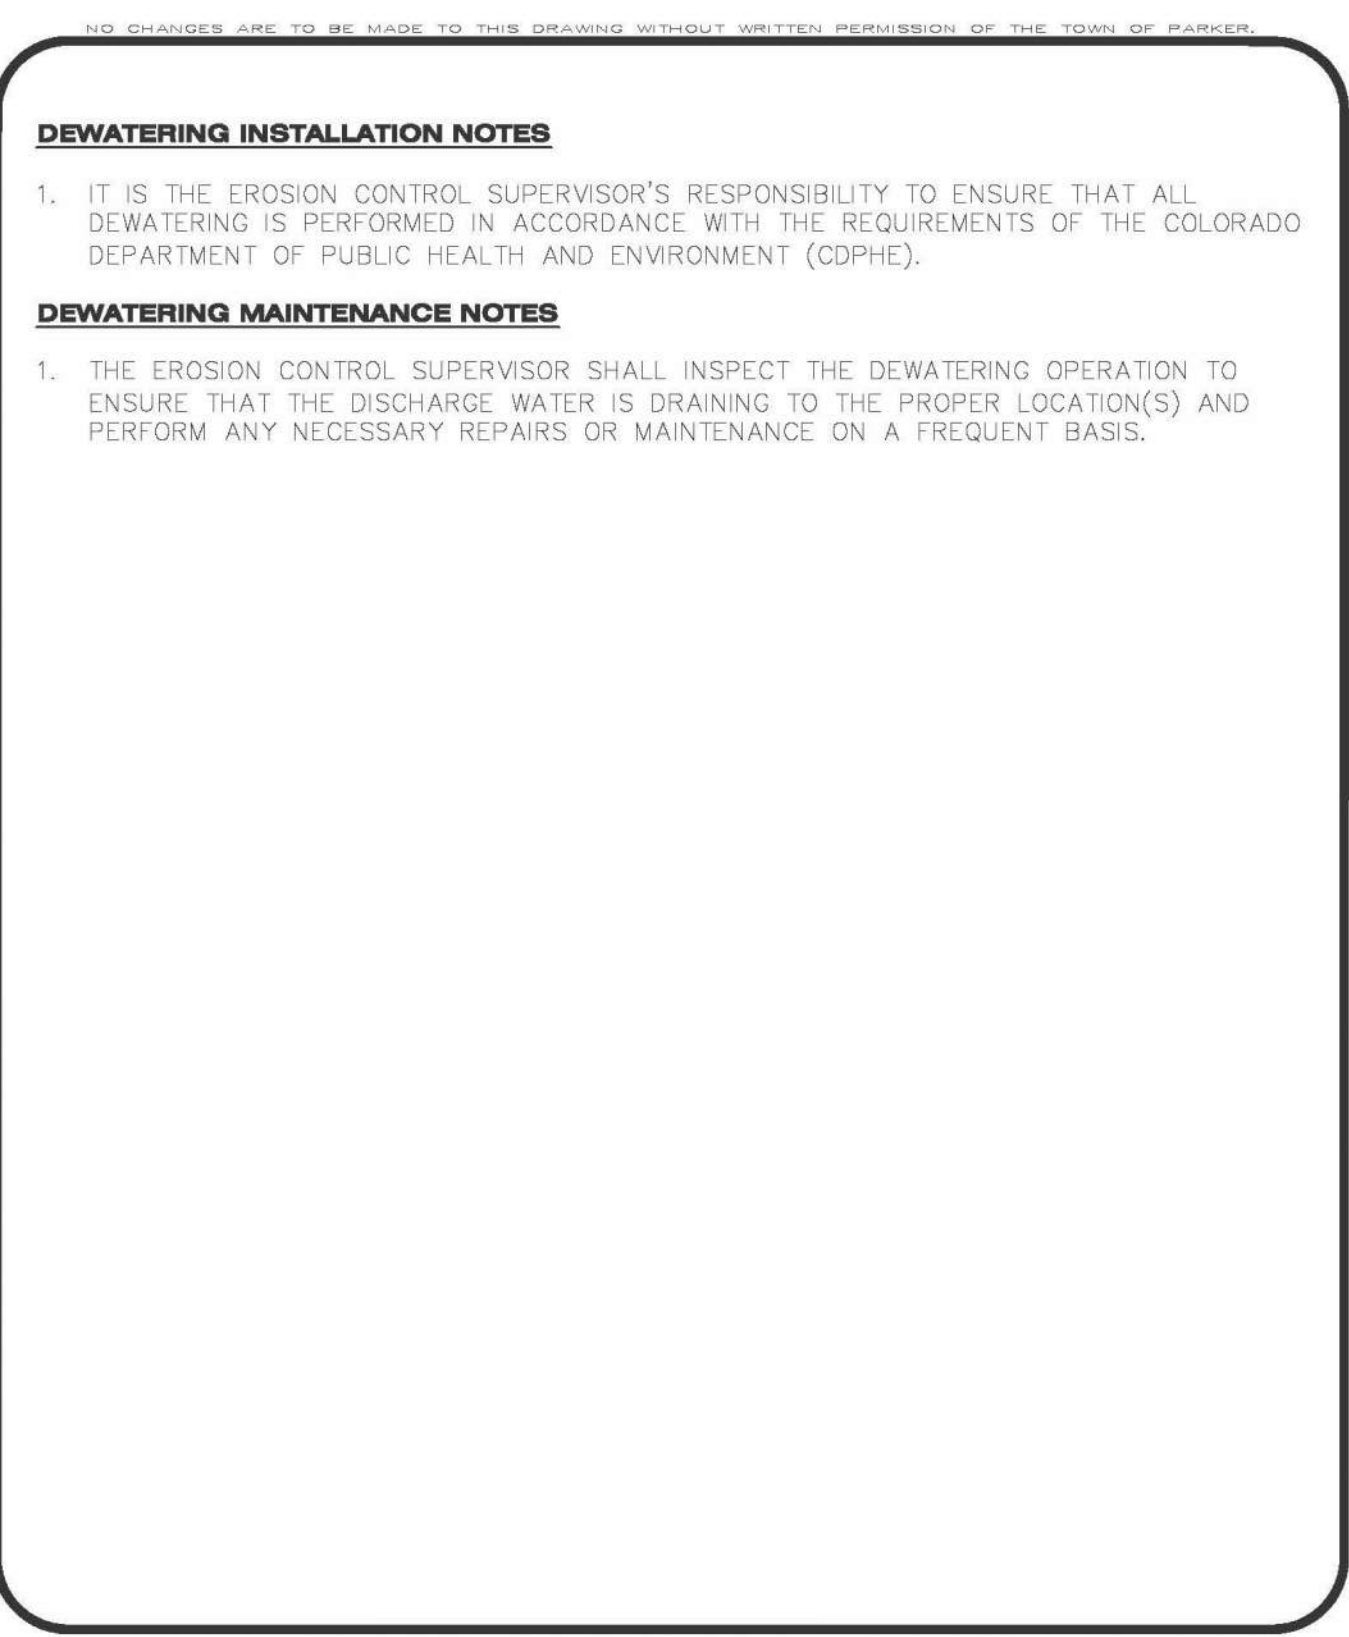 NO CHANGES ARE TO BE MADE TO THIS DRAWING WITHOUT WRITTEN PERMISSION OF THE TOWN OF PARKER.
DEWATERING INSTALLATION NOTES
1. IT IS THE EROSION CONTROL SUPERVISOR'S RESPONSIBILITY TO ENSURE THAT ALL
DEWATERING IS PERFORMED IN ACCORDANCE WITH THE REQUIREMENTS OF THE COLORADO
DEPARTMENT OF PUBLIC HEALTH AND ENVIRONMENT (CDPHE).
DEWATERING MAINTENANCE NOTES
1. THE EROSION CONTROL SUPERVISOR SHALL INSPECT THE DEWATERING OPERATION TO
ENSURE THAT THE DISCHARGE WATER IS DRAINING TO THE PROPER LOCATION(S) AND
PERFORM ANY NECESSARY REPAIRS OR MAINTENANCE ON A FREQUENT BASIS.